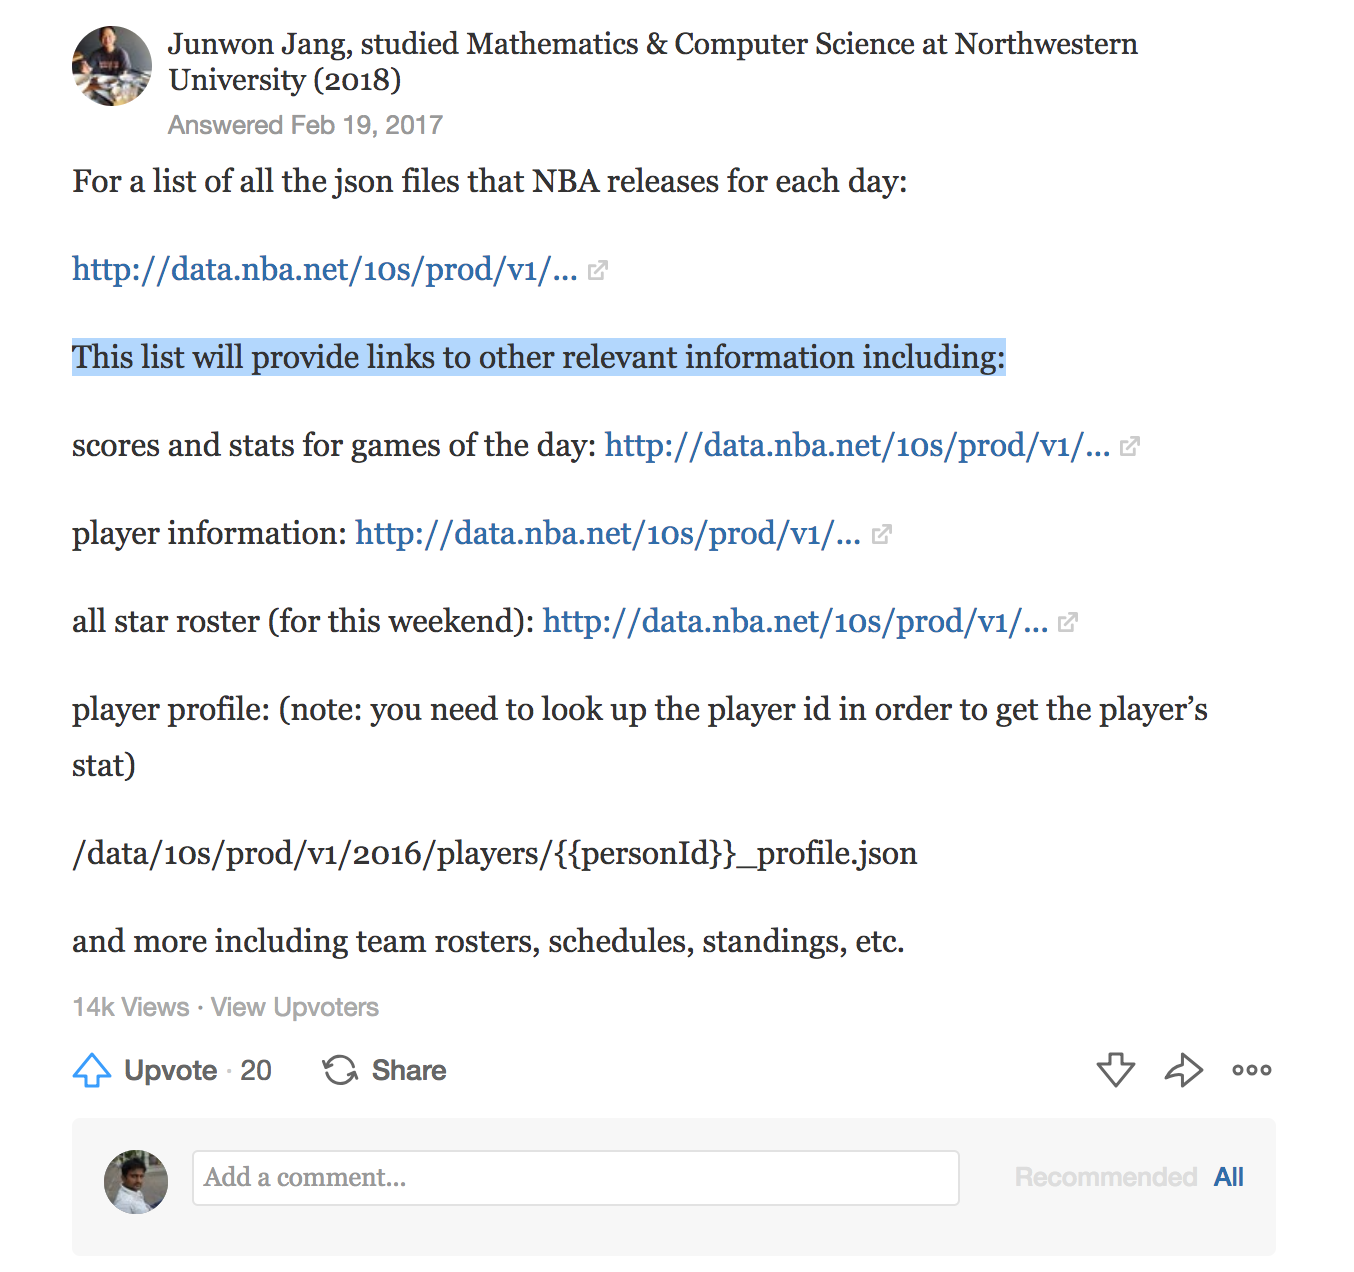 Junwon Jang, studied Mathematics & Computer Science at Northwestern
University (2018)
Answered Feb 19, 2017
For a list of all the json files that NBA releases for each day:
http://data.nba.net/10s/prod/v1/...
This list will provide links to other relevant information including:
scores and stats for games of the day: http://data.nba.net/10s/prod/v1/...
player information: http://data.nba.net/10s/prod/v1/...
all star roster (for this weekend): http://data.nba.net/10s/prod/v1/...
player profile: (note: you need to look up the player id in order to get the player’s
stat)
/data/10s/prod/v1/2016/players/{{personId}}_profile.json
and more including team rosters, schedules, standings, etc.
14k Views · View Upvoters
Upvote · 20 Share
Add a comment... Recommended All